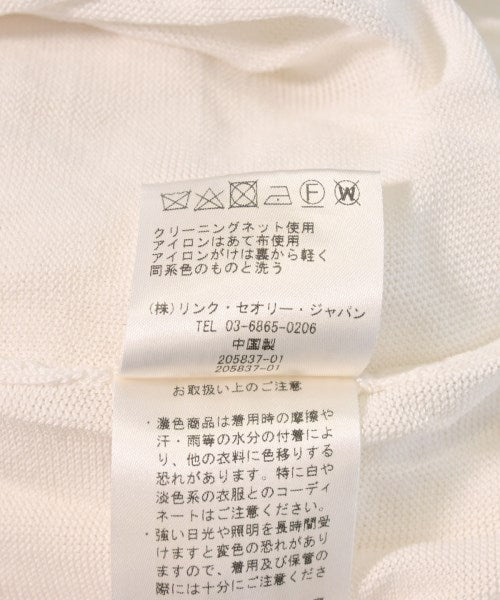 F W
クリーニングネット使用
アイロンはあて布使用
アイロンがけは裏から軽く
同系色のものと洗う
(株)リンク・セオリー・ジャパン
TEL 03-6865-0206
中国製
205837-01
205837-01
お取扱い上のご注意
・濃色商品は着用時の摩擦や
汗・雨等の水分の付着によ
り、他の衣料に色移りする
恐れがあります。特に白や
淡色系の衣服とのコーディ
ネートはご注意ください。
・強い日光や照明を長時間受
けますと変色の恐れがあり
ますので、着用及び保管の
際には十分にご注意くださ